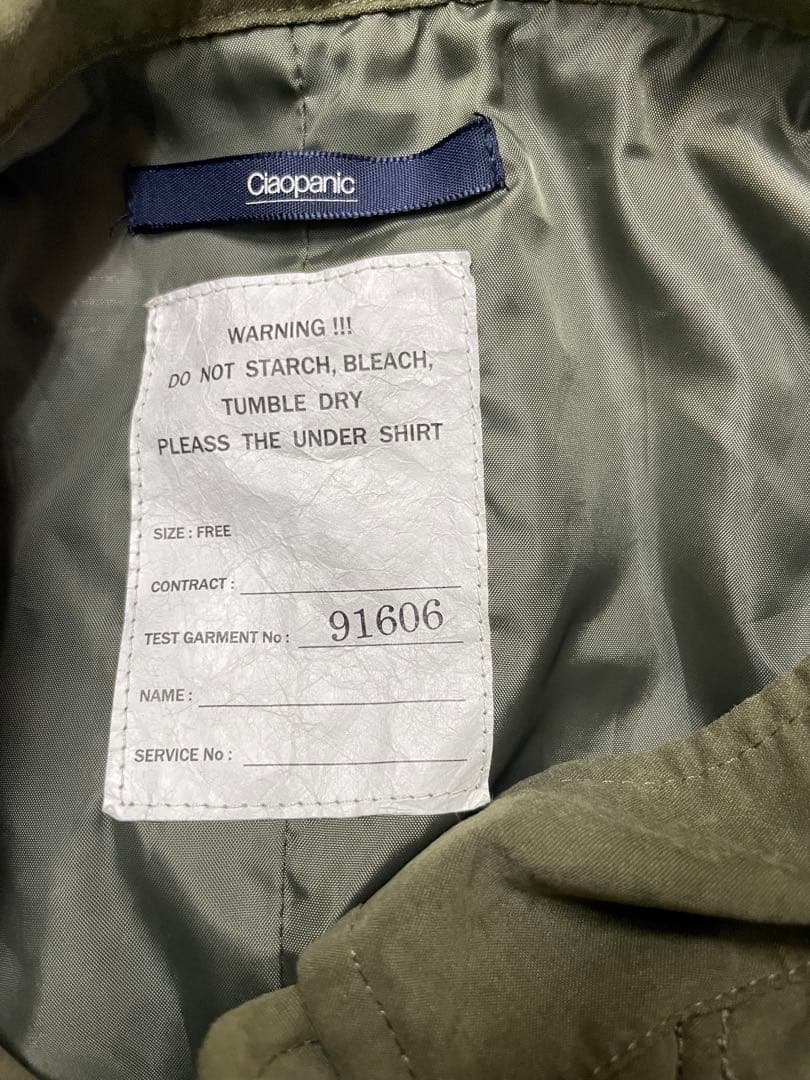 Ciaopanic
WARNING !!!
DO NOT STARCH, BLEACH,
TUMBLE DRY
PLEASS THE UNDER SHIRT
SIZE : FREE
CONTRACT :
TEST GARMENT No : 91606
NAME :
SERVICE No :